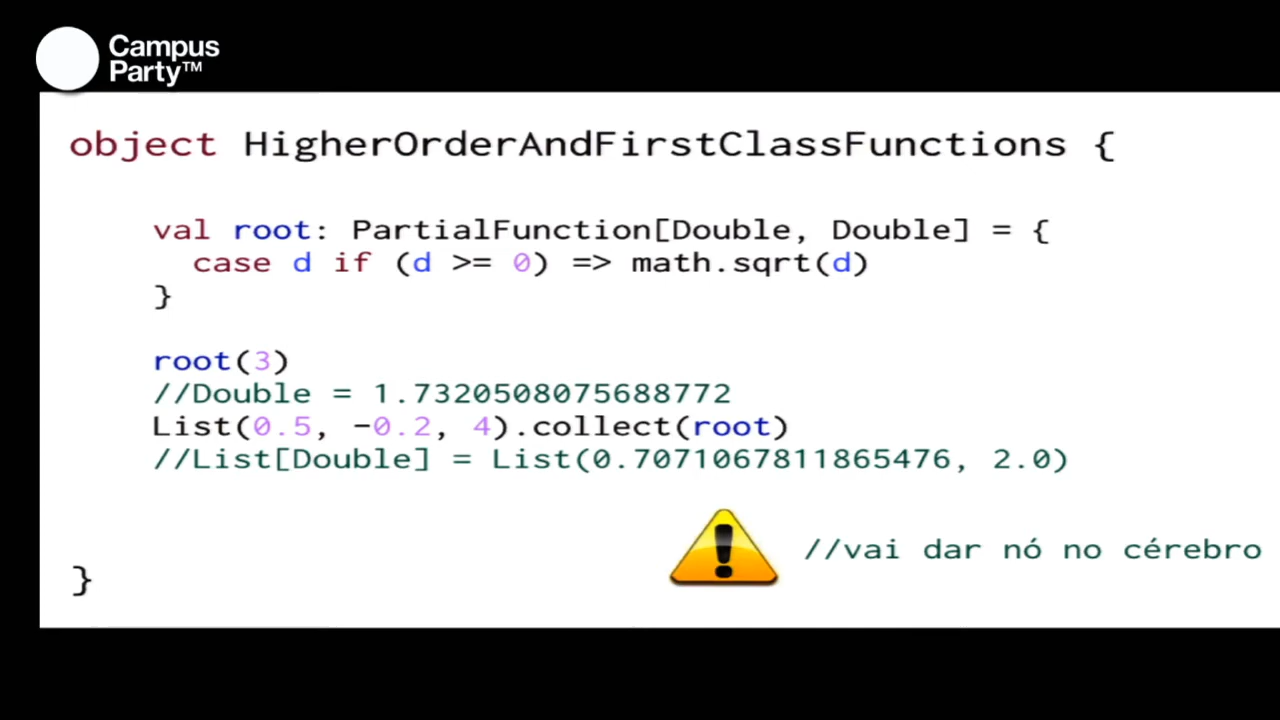 Campus
Party™
object HigherOrderAndFirstClassFunctions {
val root: PartialFunction[Double, Double] = {
case d if (d >= 0) => math.sqrt(d)
}
root(3)
//Double = 1.7320508075688772
List(0.5, -0.2, 4).collect(root)
//List[Double] = List(0.7071067811865476, 2.0)
//vai dar nó no cérebro
}